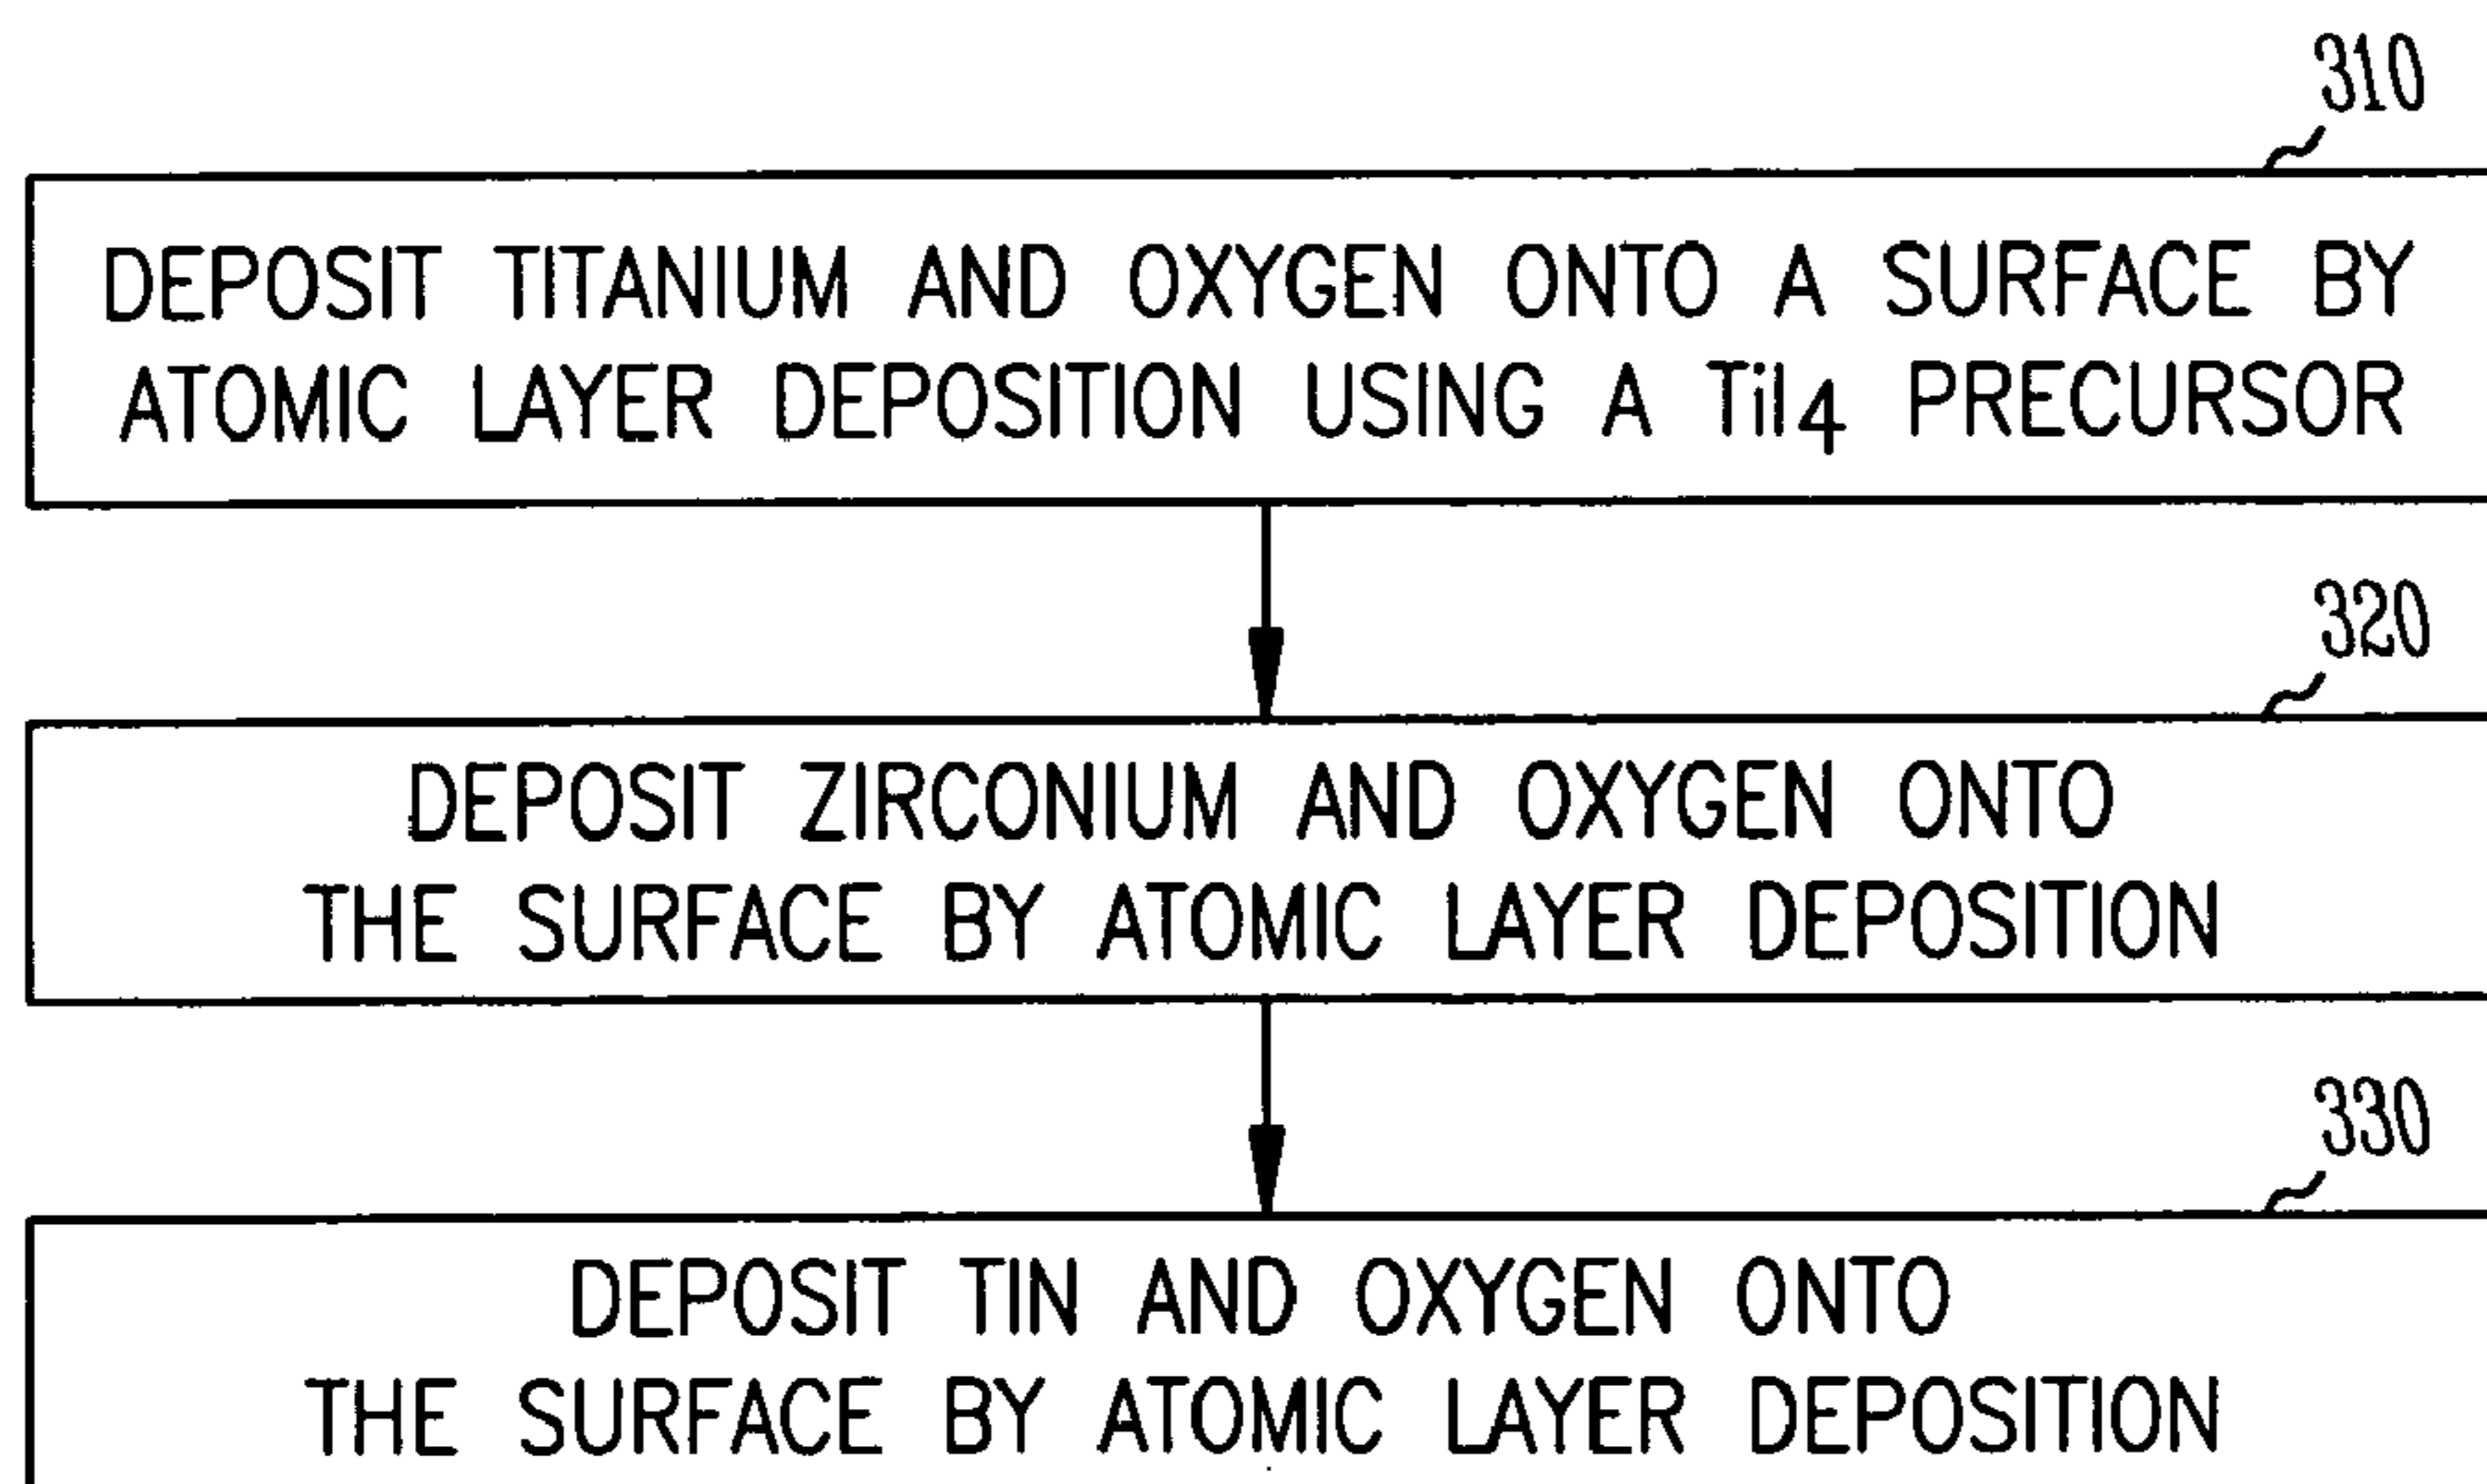 310
DEPOSIT TITANIUM AND OXYGEN ONTO A SURFACE BY
ATOMIC LAYER DEPOSITION USING A TiI4 PRECURSOR
320
DEPOSIT ZIRCONIUM AND OXYGEN ONTO
THE SURFACE BY ATOMIC LAYER DEPOSITION
330
DEPOSIT TIN AND OXYGEN ONTO
THE SURFACE BY ATOMIC LAYER DEPOSITION